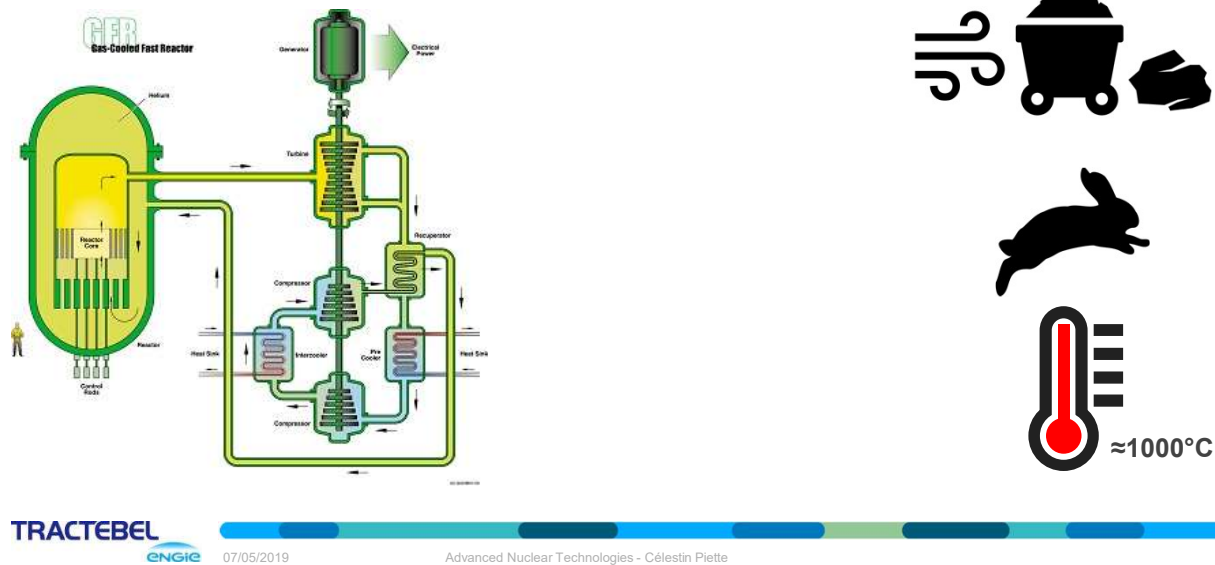 GFR
Gas-Cooled Fast Reactor
Generator
Electrical
Power
Helium
Turbine
Reactor
Core
Recuperator
Compressor
Heat Sink
Intercooler
Pre
Cooler
Heat Sink
Reactor
Control
Rods
Compressor
≈1000°C
TRACTEBEL
ENGIE
07/05/2019
Advanced Nuclear Technologies - Célestin Piette